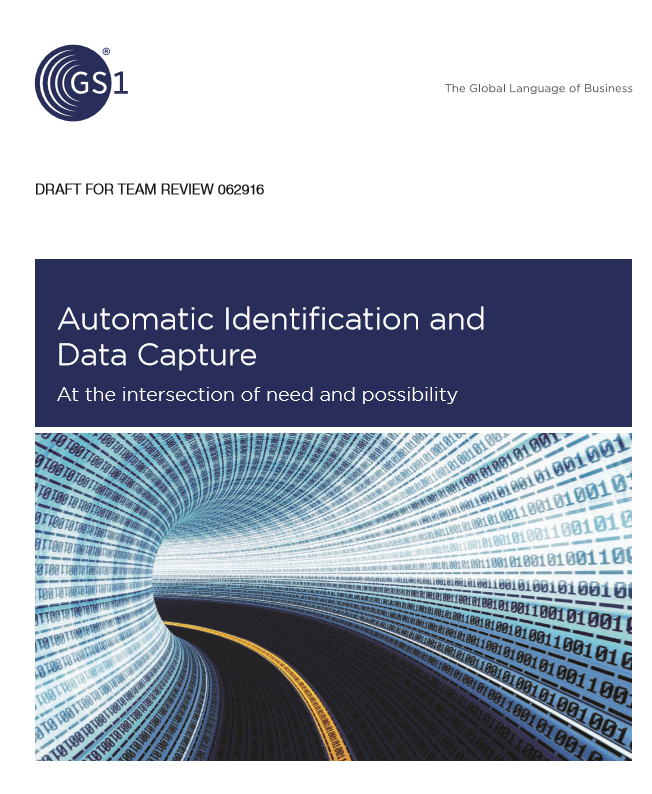 GS1®
The Global Language of Business
DRAFT FOR TEAM REVIEW 062916
Automatic Identification and
Data Capture
At the intersection of need and possibility